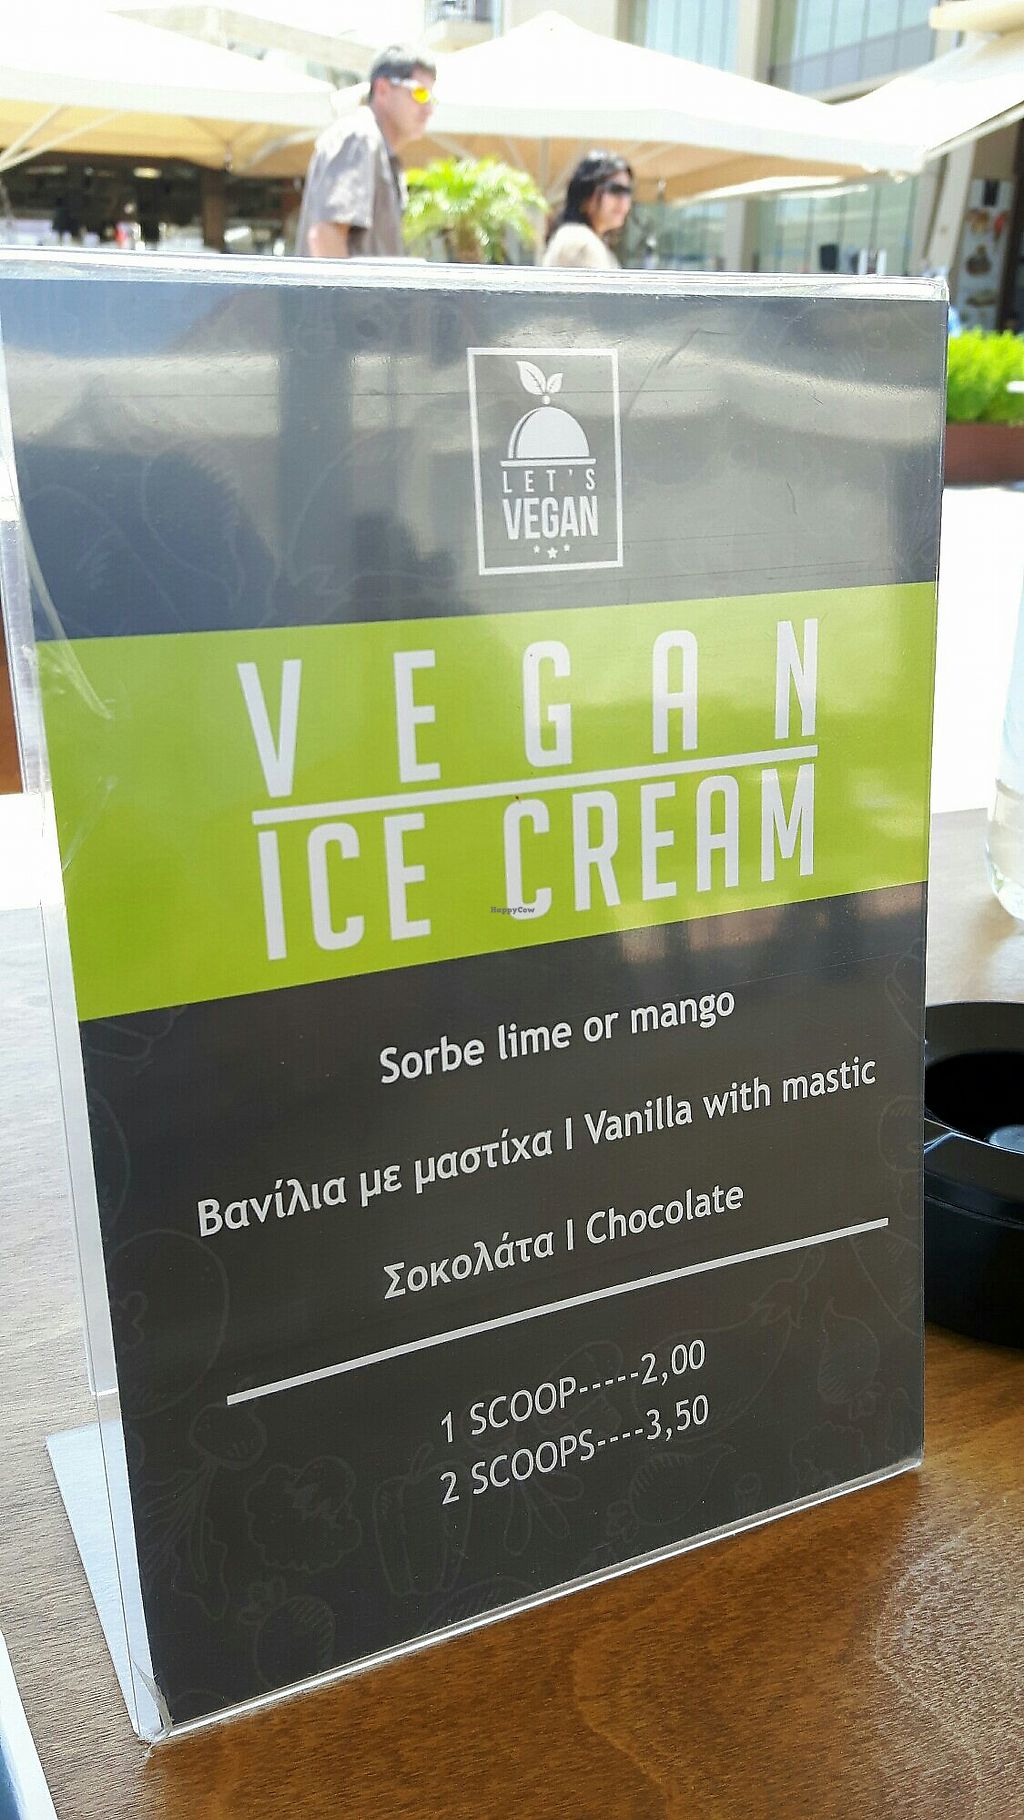 LET'S
VEGAN
VEGAN
ICE CREAM
HappyCow
Sorbe lime or mango
Βανίλια με μαστίχα | Vanilla with mastic
Σοκολάτα | Chocolate
1 SCOOP-----2,00
2 SCOOPS----3,50